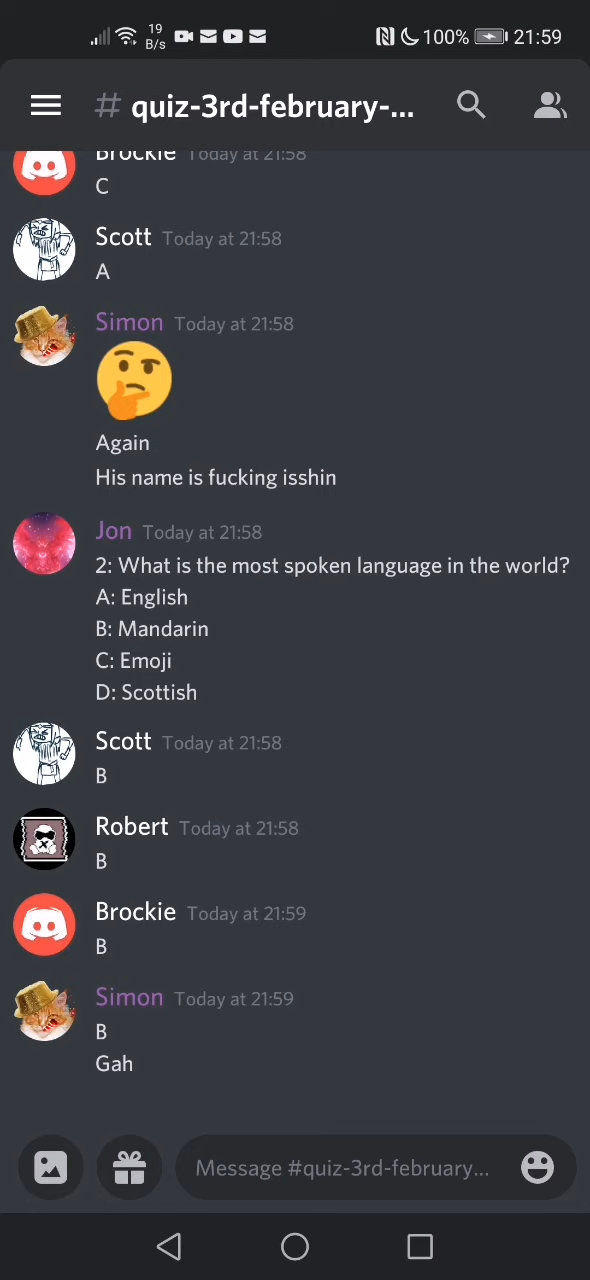 19
B/s
100%
21:59
# quiz-3rd-february-...
Brockie Today at 21:58
C
Scott Today at 21:58
A
Simon Today at 21:58
Again
His name is fucking isshin
Jon Today at 21:58
2: What is the most spoken language in the world?
A: English
B: Mandarin
C: Emoji
D: Scottish
Scott Today at 21:58
B
Robert Today at 21:58
B
Brockie Today at 21:59
B
Simon Today at 21:59
B
Gah
Message #quiz-3rd-february...